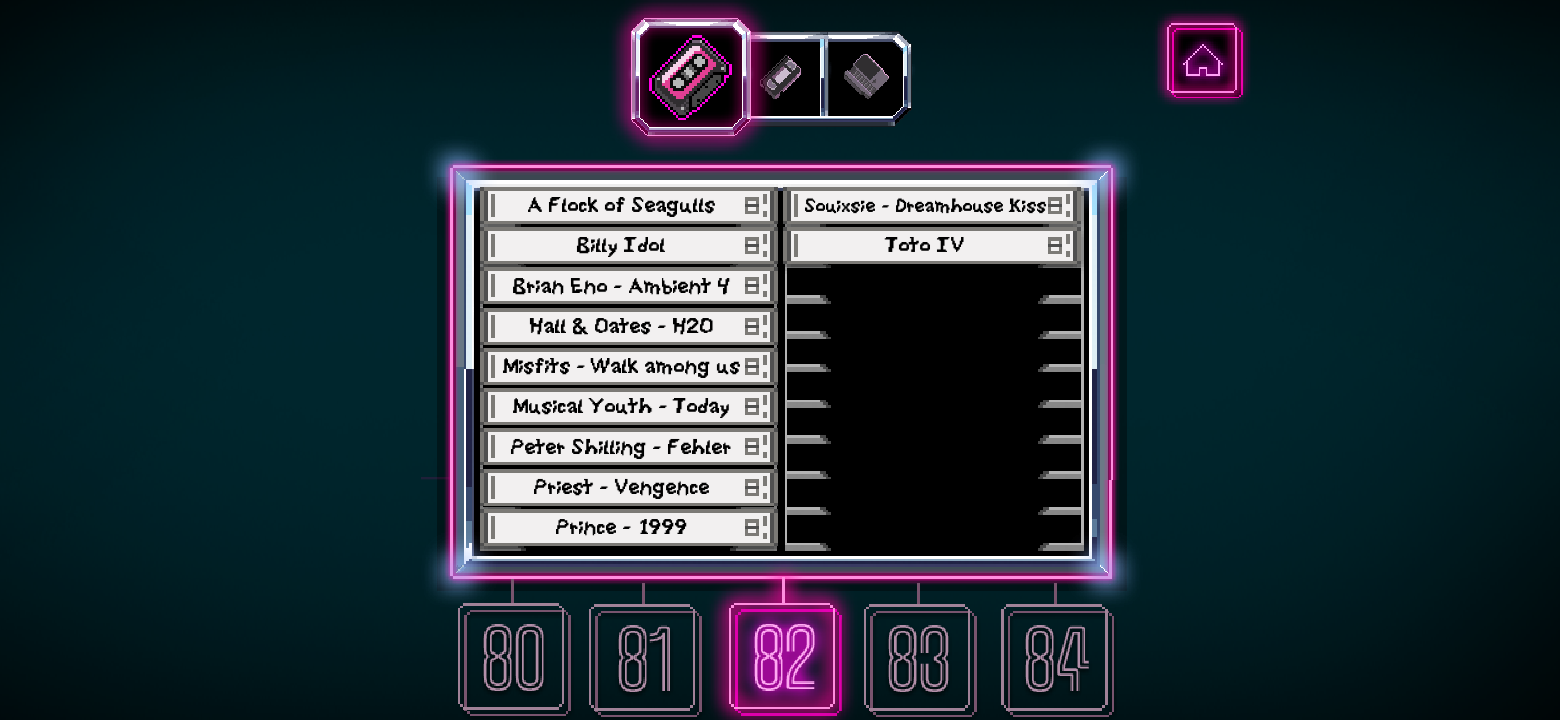 A Flock of Seagulls
Billy Idol
Brian Eno - Ambient 4
Hall & Oates - H2O
Misfits - Walk among us
Musical Youth - Today
Peter Shilling - Fehler
Priest - Vengence
Prince - 1999
Souixsie - Dreamhouse Kiss
Toto IV
80
81
82
83
84